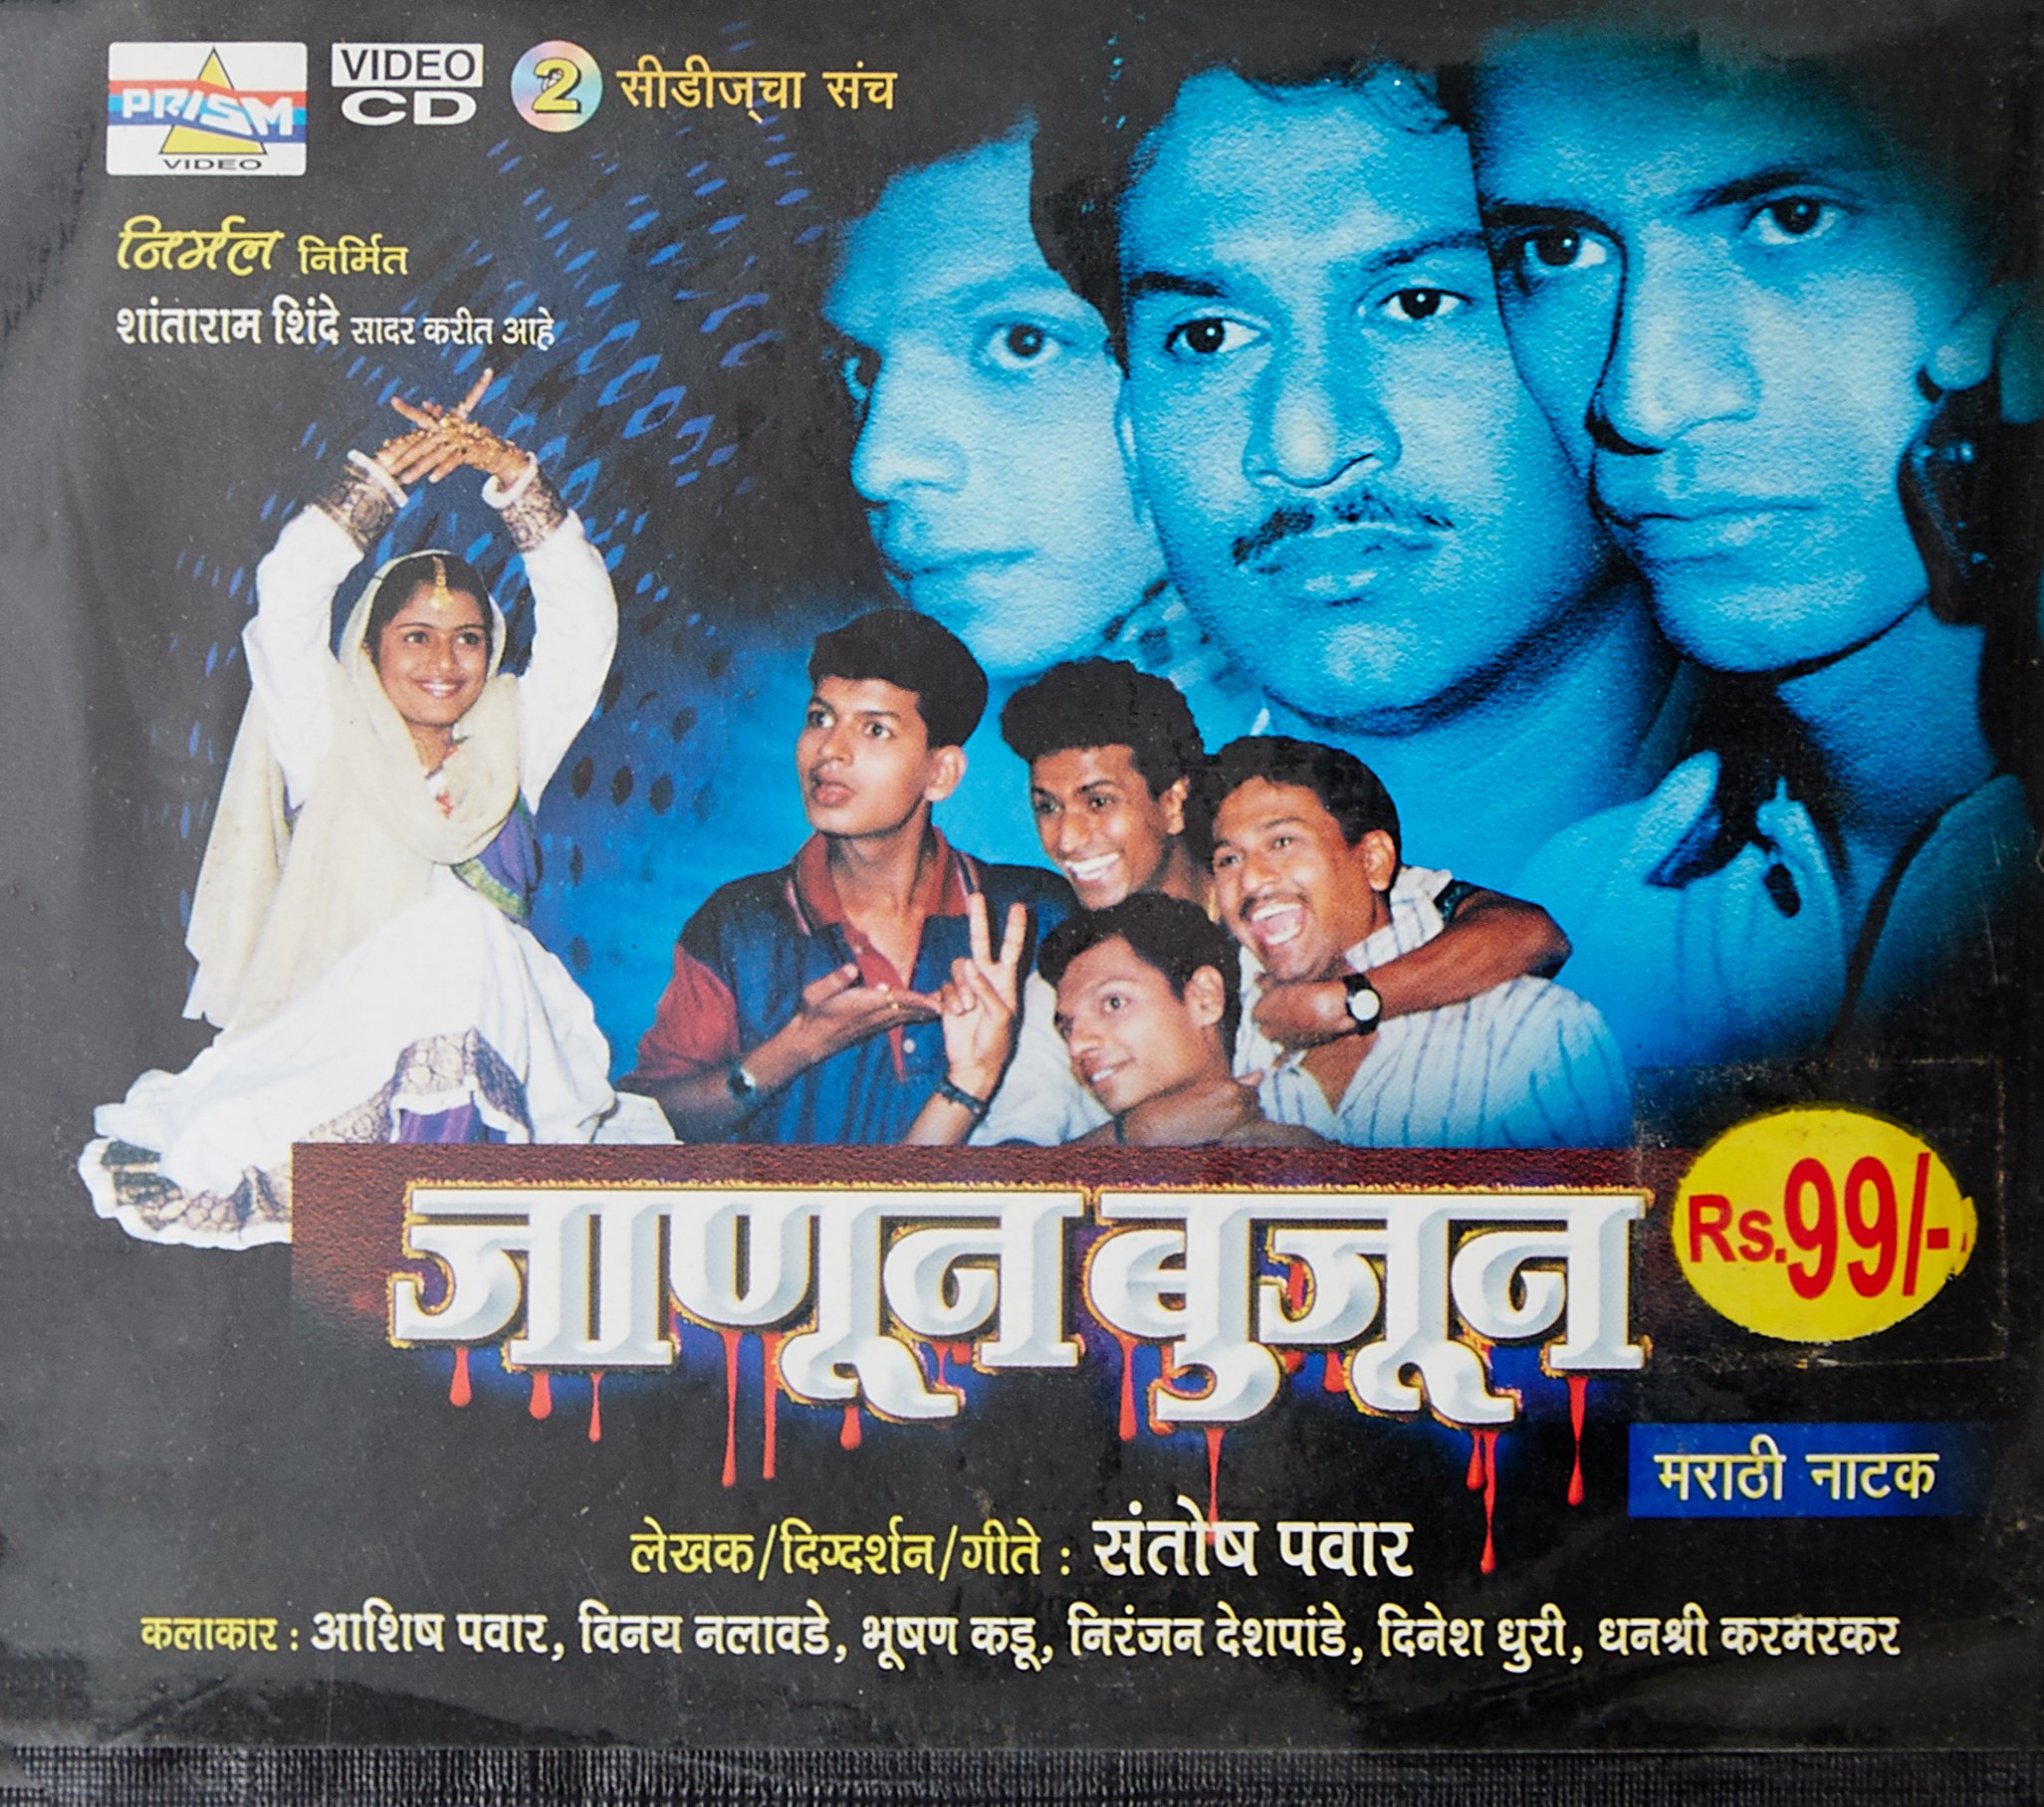 PRISM
VIDEO
VIDEO
CD
2 सीडीज्‌चा संच
निर्मल निर्मित
शांताराम शिंदे सादर करीत आहे
जाणून बुजून
Rs.99/-
मराठी नाटक
लेखक/दिग्दर्शन/गीते : संतोष पवार
कलाकार : आशिष पवार, विनय नलावडे, भूषण कडू, निरंजन देशपांडे, दिनेश धुरी, धनश्री करमरकर